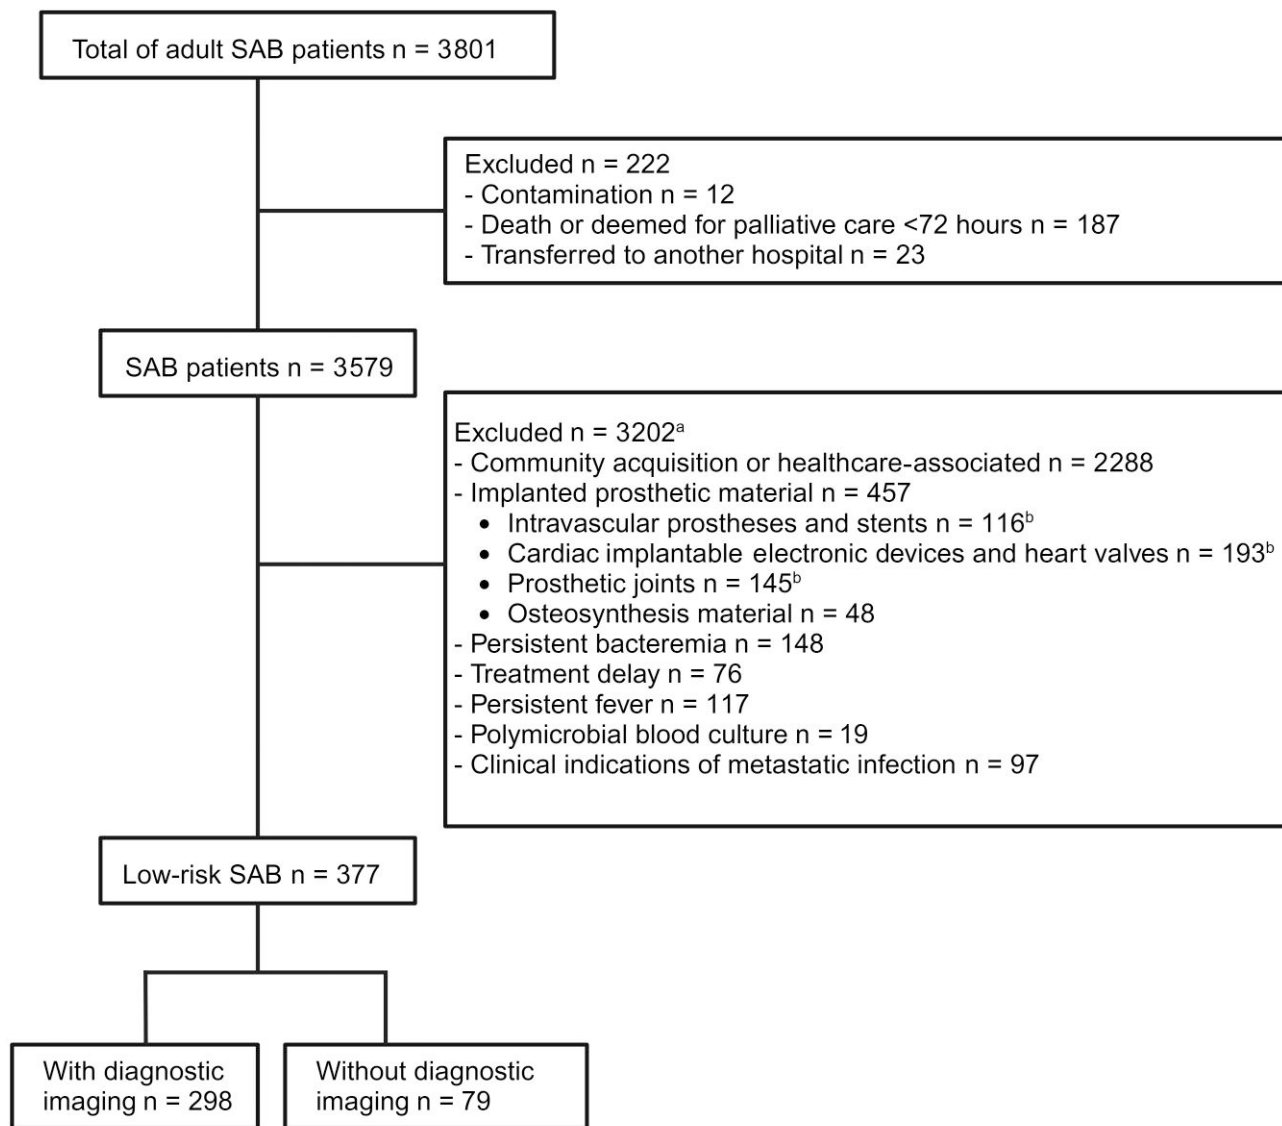 Total of adult SAB patients n = 3801
Excluded n = 222
- Contamination n = 12
- Death or deemed for palliative care <72 hours n = 187
- Transferred to another hospital n = 23
SAB patients n = 3579
Excluded n = 3202ᵃ
- Community acquisition or healthcare-associated n = 2288
- Implanted prosthetic material n = 457
• Intravascular prostheses and stents n = 116ᵇ
• Cardiac implantable electronic devices and heart valves n = 193ᵇ
• Prosthetic joints n = 145ᵇ
• Osteosynthesis material n = 48
- Persistent bacteremia n = 148
- Treatment delay n = 76
- Persistent fever n = 117
- Polymicrobial blood culture n = 19
- Clinical indications of metastatic infection n = 97
Low-risk SAB n = 377
With diagnostic
imaging n = 298
Without diagnostic
imaging n = 79